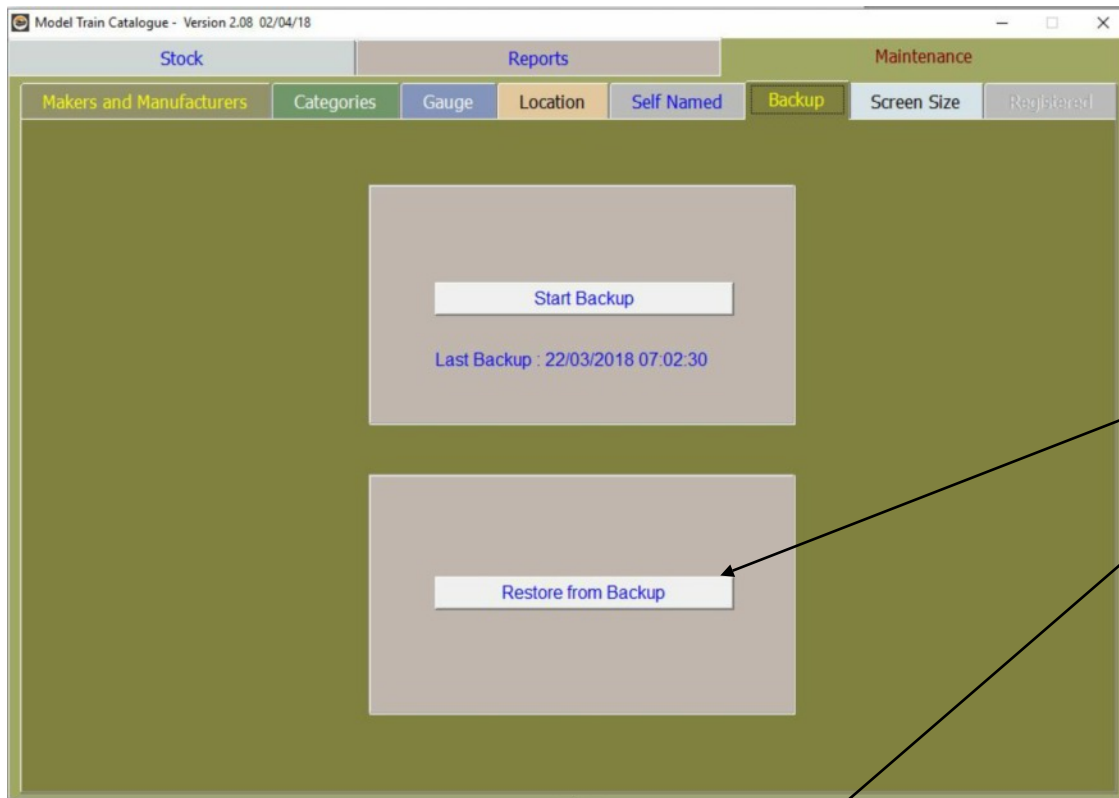 Model Train Catalogue - Version 2.08 02/04/18
Stock Reports Maintenance
Makers and Manufacturers Categories Gauge Location Self Named Backup Screen Size Registered
Start Backup
Last Backup : 22/03/2018 07:02:30
Restore from Backup